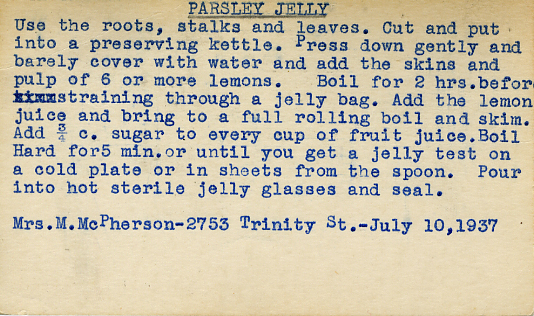 PARSLEY JELLY
Use the roots, stalks and leaves. Cut and put
into a preserving kettle. Press down gently and
barely cover with water and add the skins and
pulp of 6 or more lemons. Boil for 2 hrs.befor
straining through a jelly bag. Add the lemon
juice and bring to a full rolling boil and skim.
Add ¾ c. sugar to every cup of fruit juice.Boil
Hard for5 min.or until you get a jelly test on
a cold plate or in sheets from the spoon. Pour
into hot sterile jelly glasses and seal.
Mrs.M.McPherson-2753 Trinity St.-July 10,1937